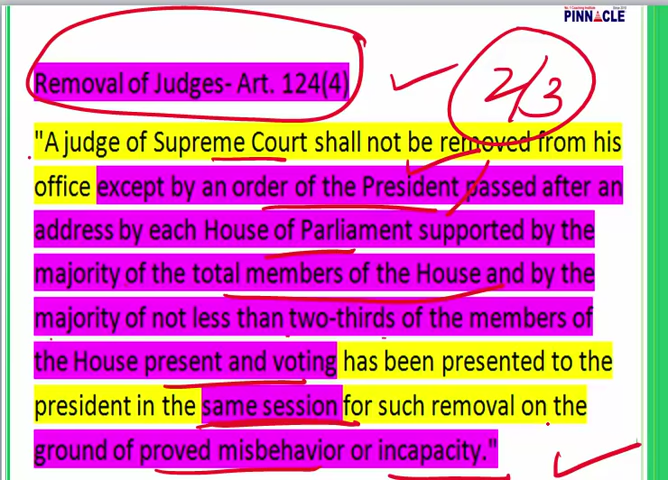 PINNACLE
Removal of Judges- Art. 124(4)
2/3
"A judge of Supreme Court shall not be removed from his
office except by an order of the President passed after an
address by each House of Parliament supported by the
majority of the total members of the House and by the
majority of not less than two-thirds of the members of
the House present and voting has been presented to the
president in the same session for such removal on the
ground of proved misbehavior or incapacity."